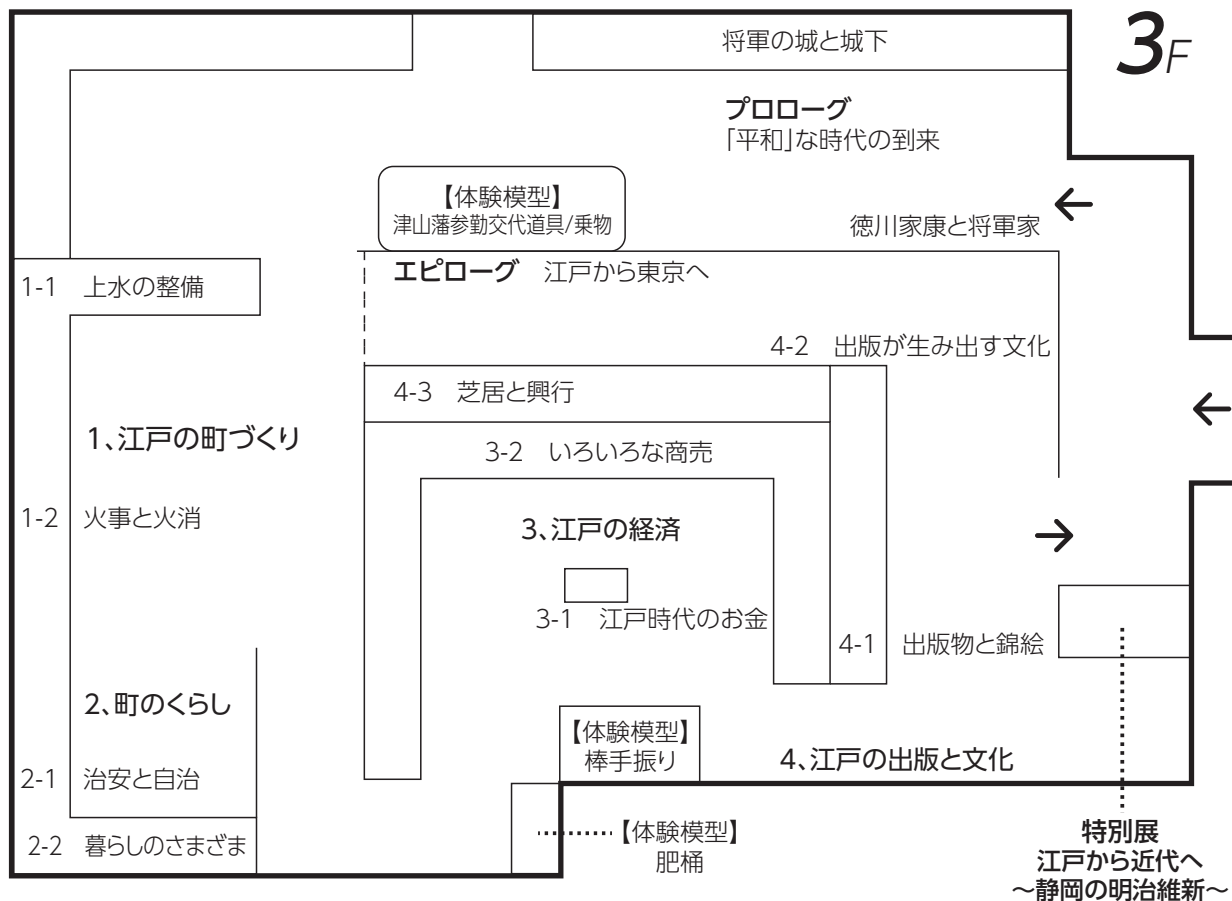 3F
将軍の城と城下
プロローグ
「平和」な時代の到来
【体験模型】
津山藩参勤交代道具/乗物
徳川家康と将軍家
エピローグ 江戸から東京へ
1-1 上水の整備
4-2 出版が生み出す文化
4-3 芝居と興行
1、江戸の町づくり
3-2 いろいろな商売
1-2 火事と火消
3、江戸の経済
3-1 江戸時代のお金
4-1 出版物と錦絵
2、町のくらし
【体験模型】
棒手振り
4、江戸の出版と文化
2-1 治安と自治
2-2 暮らしのさまざま
【体験模型】
肥桶
特別展
江戸から近代へ
～静岡の明治維新～